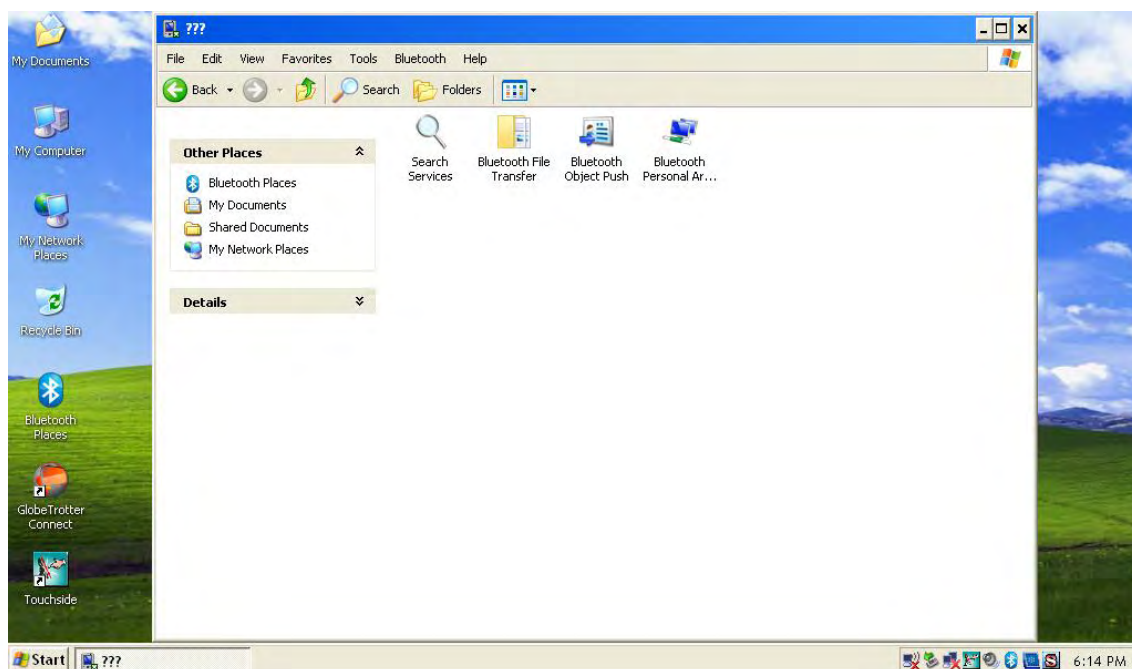 My Documents
My Computer
My Network
Places
Recycle Bin
Bluetooth
Places
GlobeTrotter
Connect
Touchside
???
File Edit View Favorites Tools Bluetooth Help
Back Search Folders
Other Places
Bluetooth Places
My Documents
Shared Documents
My Network Places
Details
Search
Services
Bluetooth File
Transfer
Bluetooth
Object Push
Bluetooth
Personal Ar...
Start ??? 6:14 PM